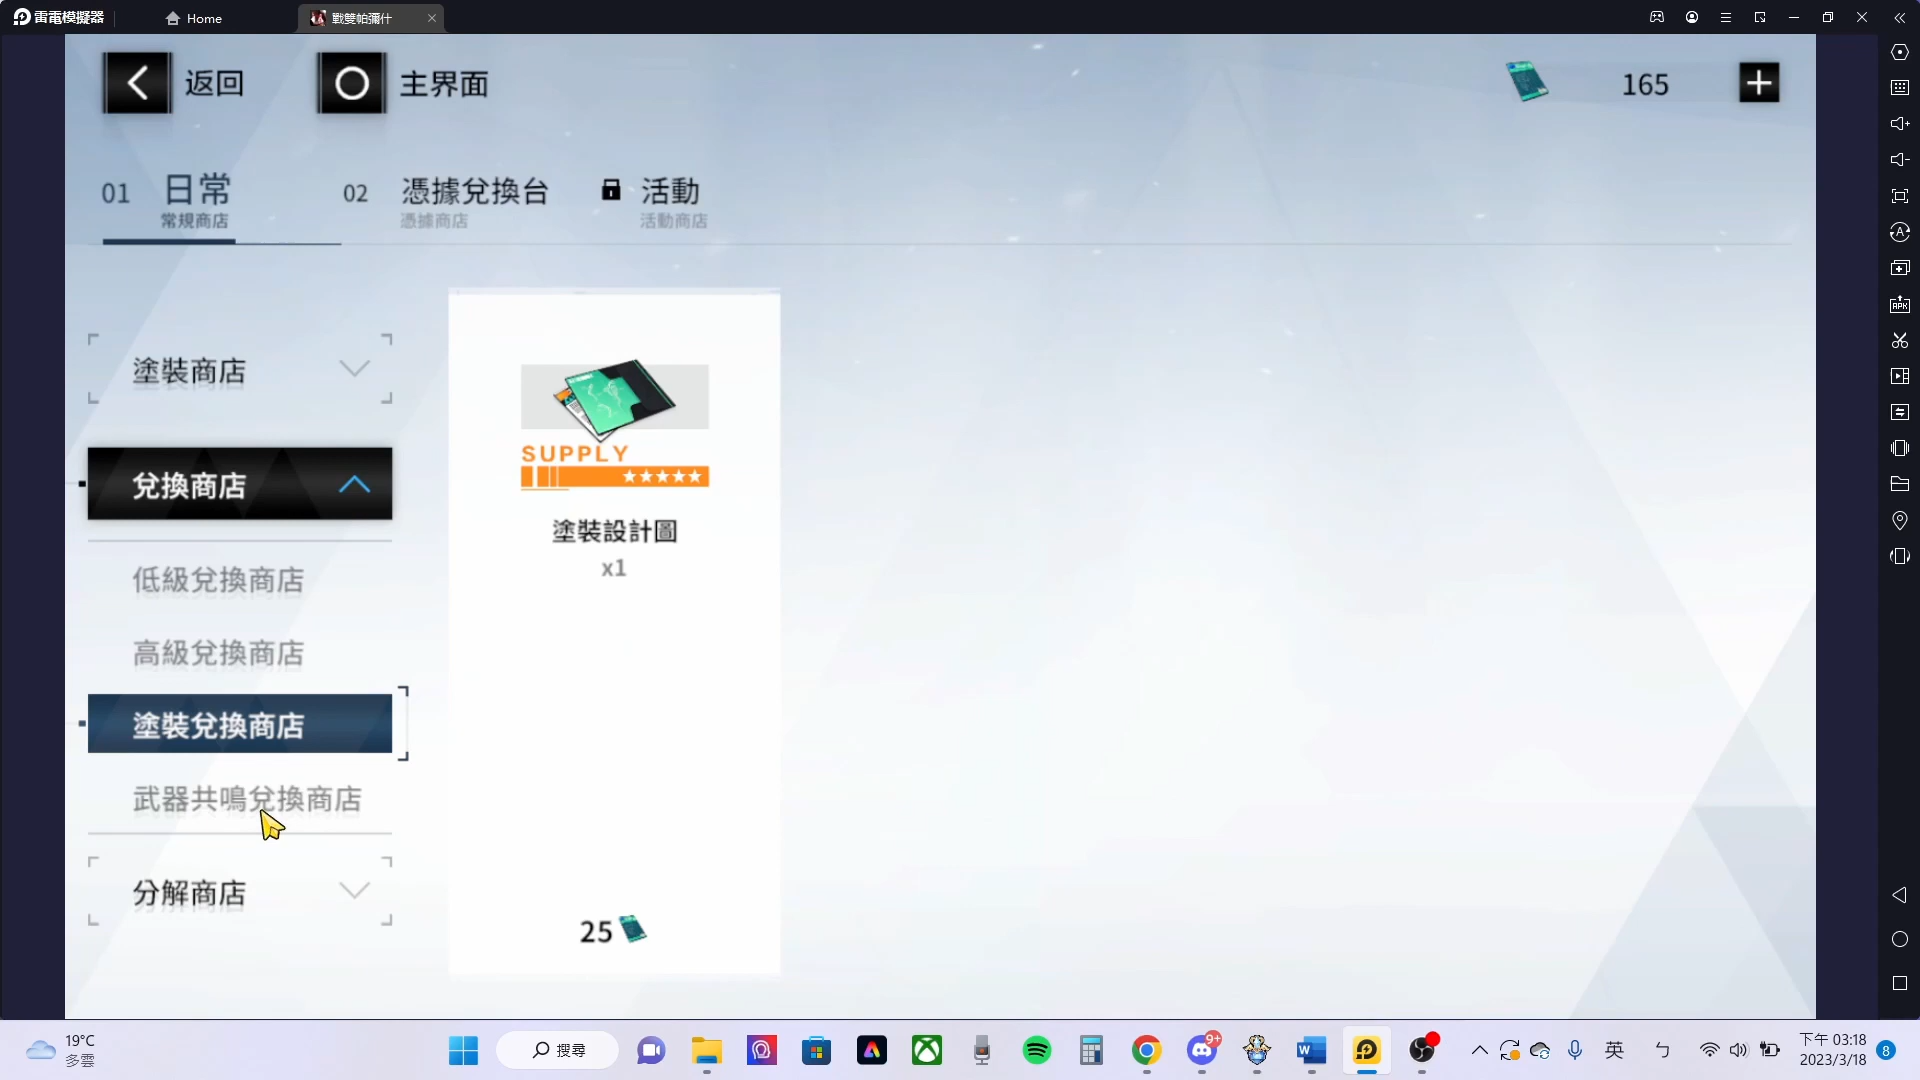 雷電模擬器
Home
戰雙帕彌什
返回
主界面
165
01 日常
常規商店
02 憑據兌換台
憑據商店
活動
活動商店
塗裝商店
兌換商店
低級兌換商店
高級兌換商店
塗裝兌換商店
武器共鳴兌換商店
分解商店
SUPPLY
塗裝設計圖
x1
25
APK
19°C
多雲
搜尋
9+
英
ㄅ
下午 03:18
2023/3/18
8